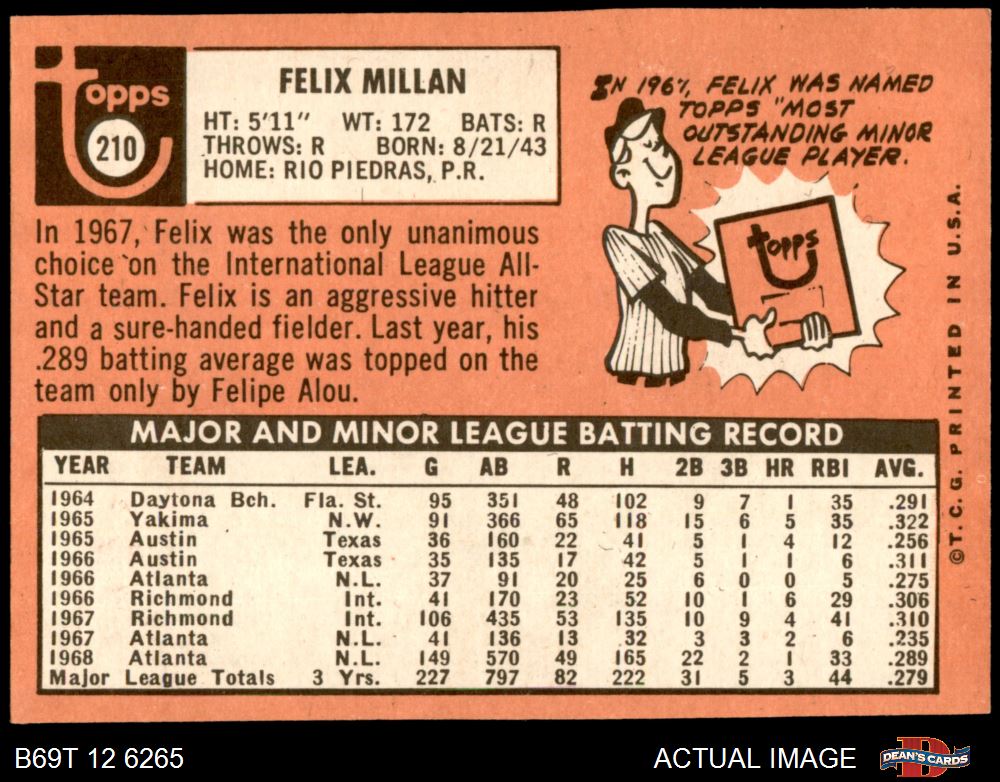 Topps
210
FELIX MILLAN
HT: 5'11" WT: 172 BATS: R
THROWS: R BORN: 8/21/43
HOME: RIO PIEDRAS, P.R.
In 1967, Felix was the only unanimous
choice on the International League All-
Star team. Felix is an aggressive hitter
and a sure-handed fielder. Last year, his
.289 batting average was topped on the
team only by Felipe Alou.
IN 1967, FELIX WAS NAMED
TOPPS "MOST
OUTSTANDING MINOR
LEAGUE PLAYER.
Topps
©T.C.G. PRINTED IN U.S.A.
MAJOR AND MINOR LEAGUE BATTING RECORD
YEAR TEAM LEA. G AB R H 2B 3B HR RBI AVG.
1964 Daytona Bch. Fla. St. 95 351 48 102 9 7 1 35 .291
1965 Yakima N.W. 91 366 65 118 15 6 5 35 .322
1965 Austin Texas 36 160 22 41 5 1 4 12 .256
1966 Austin Texas 35 135 17 42 5 1 1 6 .311
1966 Atlanta N.L. 37 91 20 25 6 0 0 5 .275
1966 Richmond Int. 41 170 23 52 10 1 6 29 .306
1967 Richmond Int. 106 435 53 135 10 9 4 41 .310
1967 Atlanta N.L. 41 136 13 32 3 3 2 6 .235
1968 Atlanta N.L. 149 570 49 165 22 2 1 33 .289
Major League Totals 3 Yrs. 227 797 82 222 31 5 3 44 .279
B69T 12 6265
ACTUAL IMAGE
DEAN'S CARDS